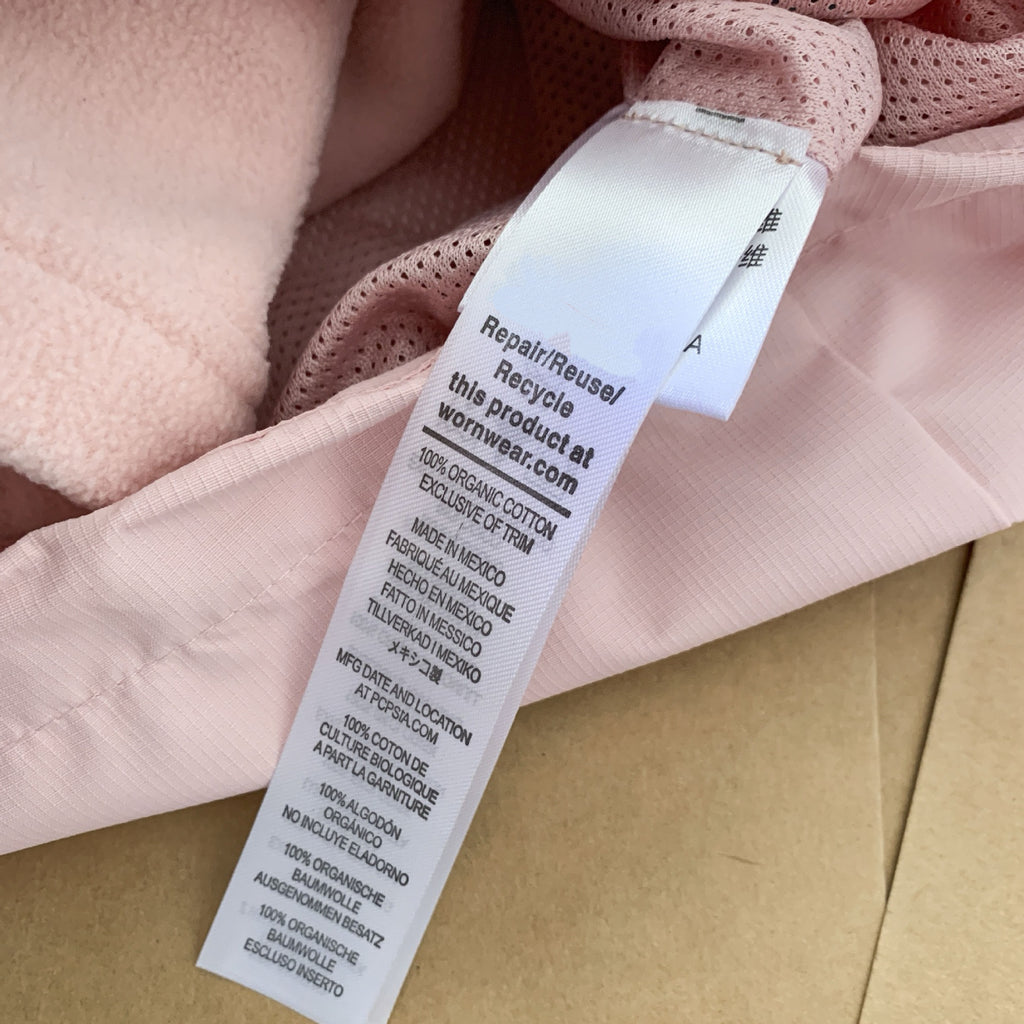 Repair/Reuse/
Recycle
this product at
wornwear.com
100% ORGANIC COTTON
EXCLUSIVE OF TRIM
MADE IN MEXICO
FABRIQUÉ AU MEXIQUE
HECHO EN MEXICO
FATTO IN MESSICO
TILLVERKAD I MEXIKO
メキシコ製
MFG DATE AND LOCATION
AT PCPSIA.COM
100% COTON DE
CULTURE BIOLOGIQUE
A PART LA GARNITURE
100% ALGODÓN
ORGÁNICO
NO INCLUYE ELADORNO
100% ORGANISCHE
BAUMWOLLE
AUSGENOMMEN BESATZ
100% ORGANISCHE
BAUMWOLLE
ESCLUSO INSERTO
维
维
A